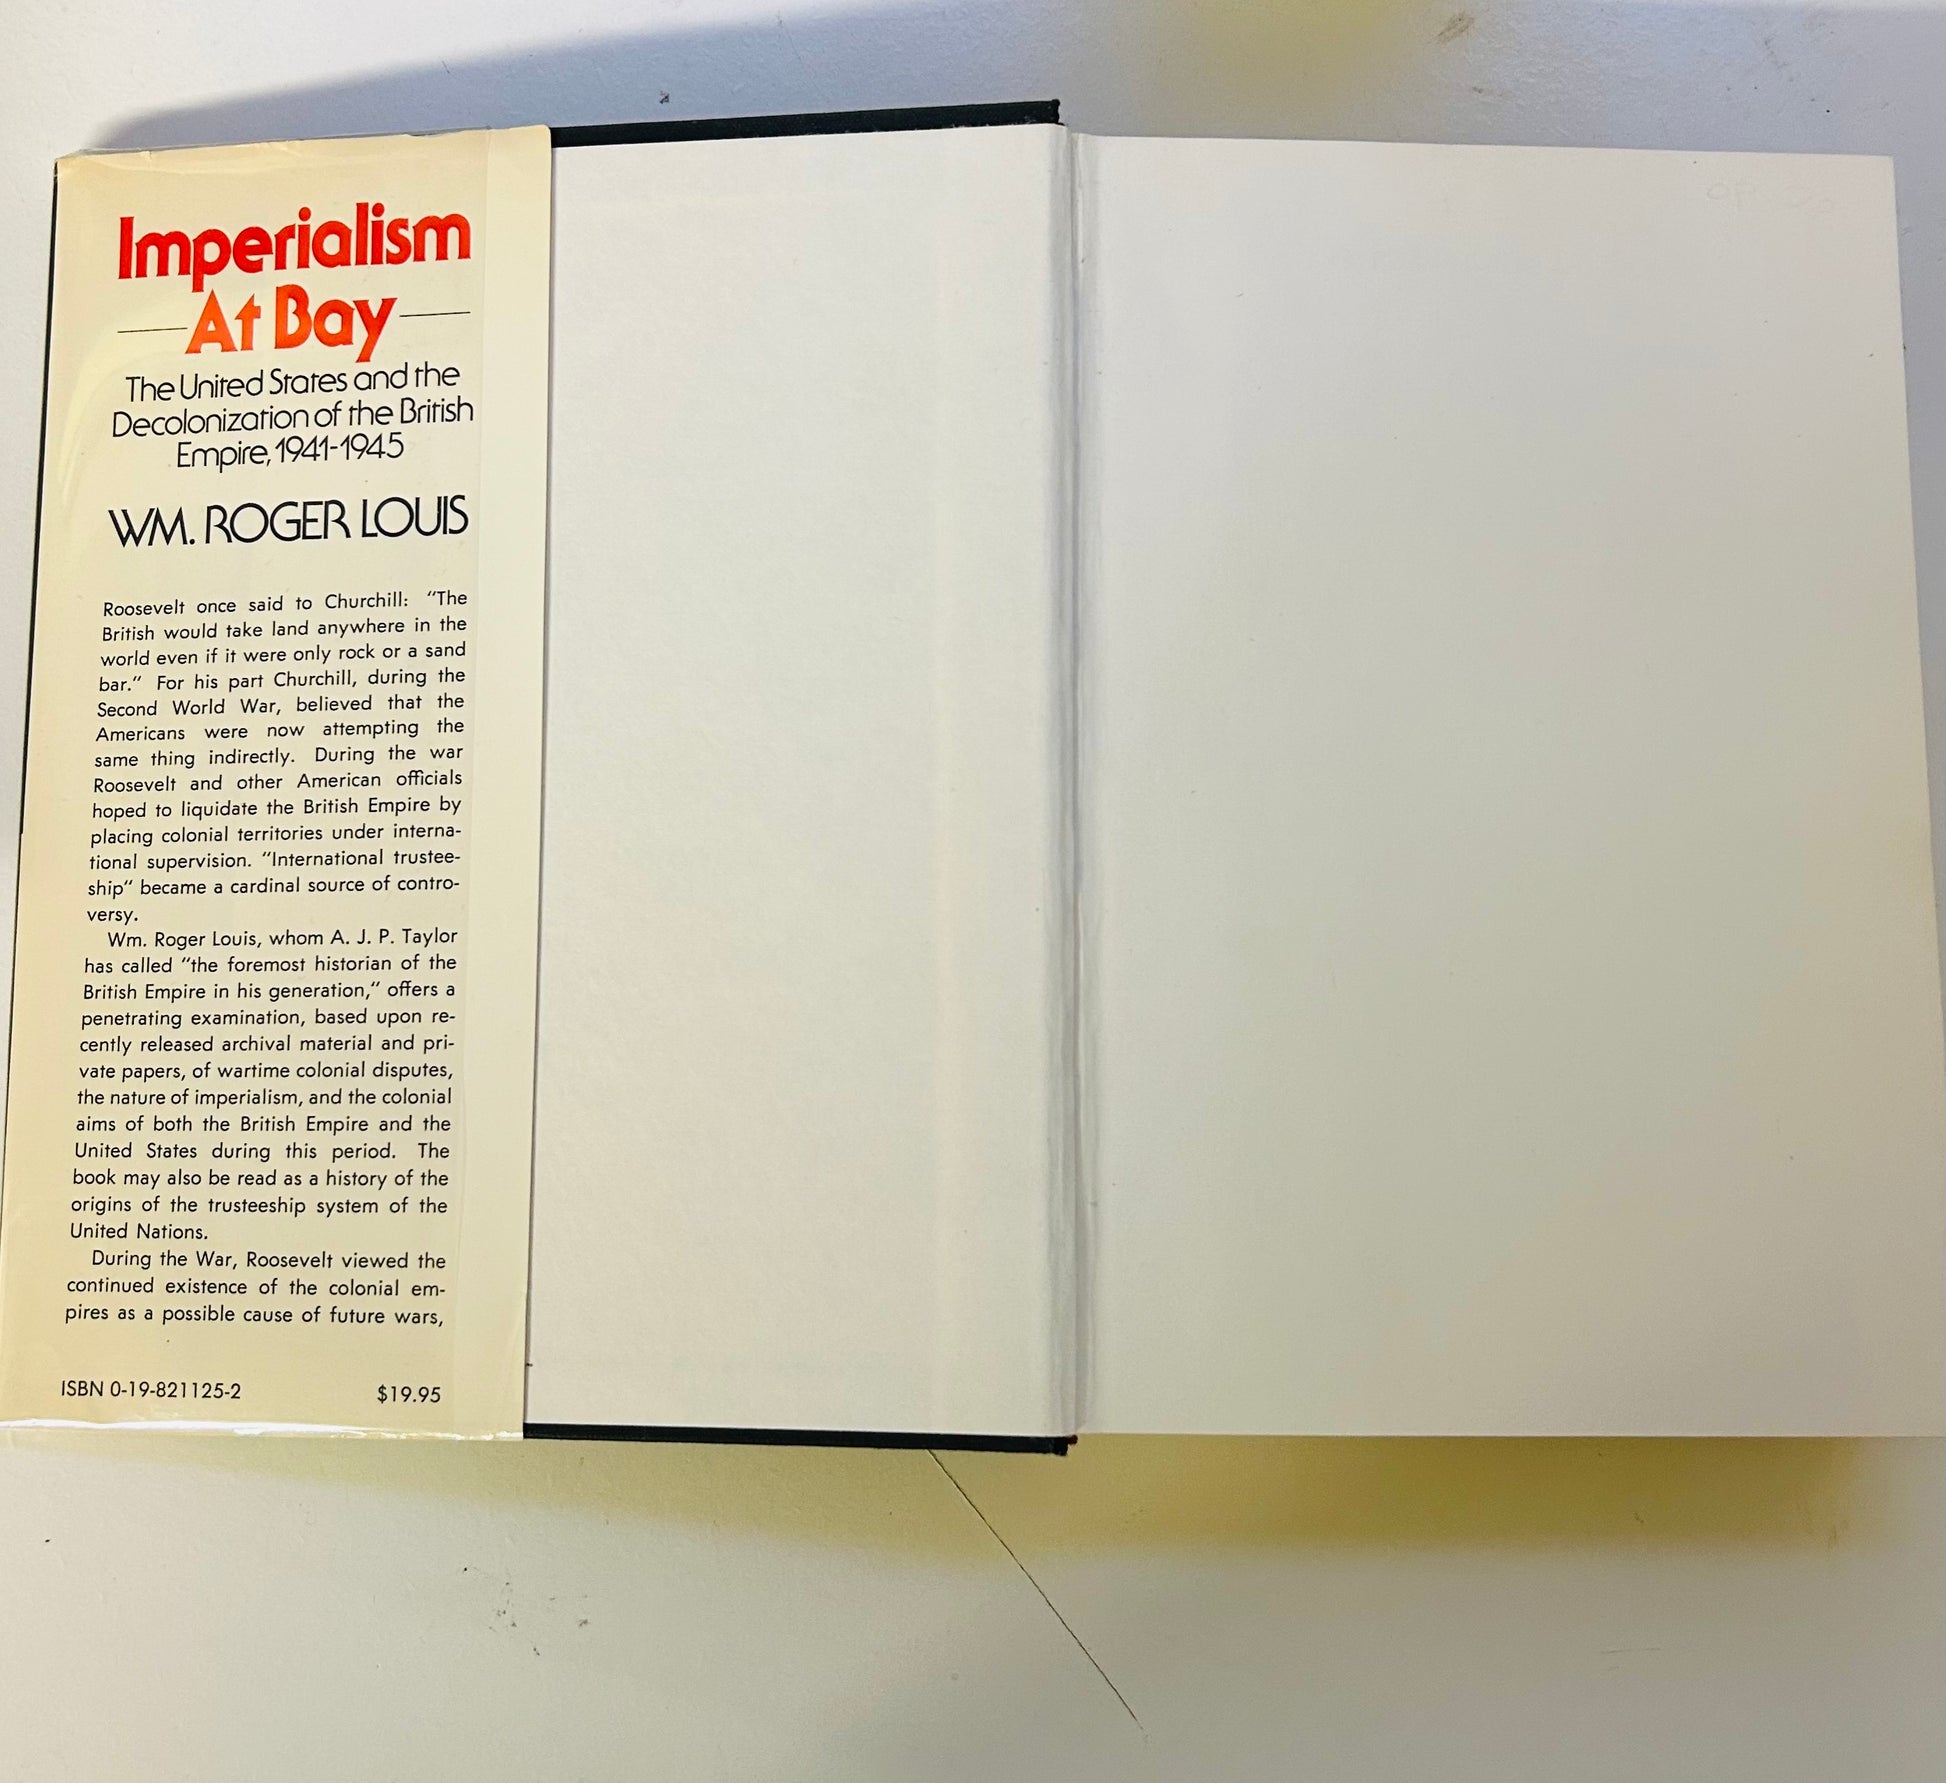 Imperialism
At Bay
The United States and the
Decolonization of the British
Empire, 1941-1945
WM. ROGER LOUIS
Roosevelt once said to Churchill: "The
British would take land anywhere in the
world even if it were only rock or a sand
bar." For his part Churchill, during the
Second World War, believed that the
Americans were now attempting the
same thing indirectly. During the war
Roosevelt and other American officials
hoped to liquidate the British Empire by
placing colonial territories under interna-
tional supervision. "International trustee-
ship" became a cardinal source of contro-
versy.
Wm. Roger Louis, whom A. J. P. Taylor
has called "the foremost historian of the
British Empire in his generation," offers a
penetrating examination, based upon re-
cently released archival material and pri-
vate papers, of wartime colonial disputes,
the nature of imperialism, and the colonial
aims of both the British Empire and the
United States during this period. The
book may also be read as a history of the
origins of the trusteeship system of the
United Nations.
During the War, Roosevelt viewed the
continued existence of the colonial em-
pires as a possible cause of future wars,
ISBN 0-19-821125-2 $19.95